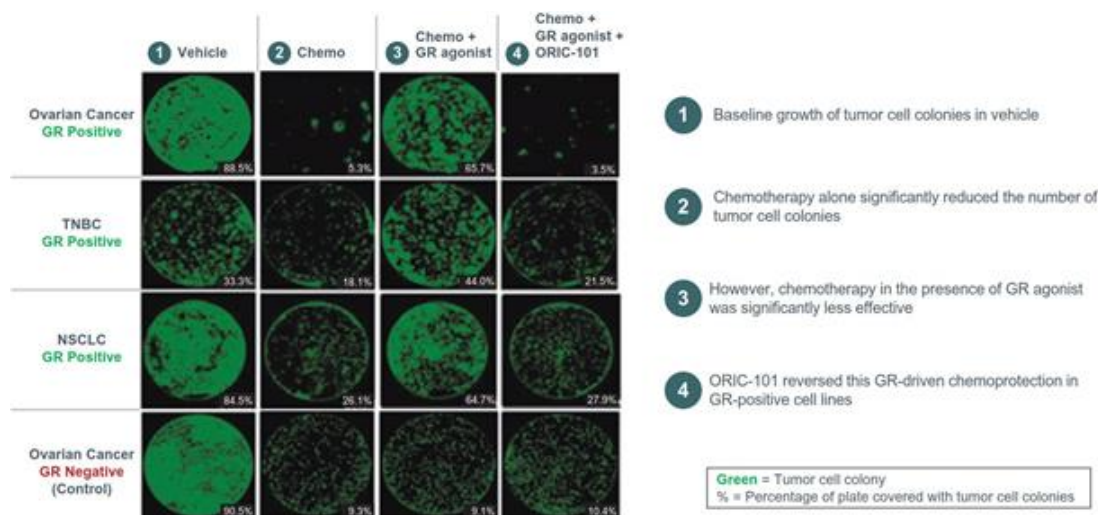 1 Vehicle
2 Chemo
3 Chemo +
GR agonist
4 Chemo +
GR agonist +
ORIC-101
Ovarian Cancer
GR Positive
88.5%
5.3%
65.7%
3.5%
TNBC
GR Positive
33.3%
18.1%
44.0%
21.5%
NSCLC
GR Positive
84.5%
26.1%
64.7%
27.9%
Ovarian Cancer
GR Negative
(Control)
90.5%
9.3%
9.1%
10.4%
1 Baseline growth of tumor cell colonies in vehicle
2 Chemotherapy alone significantly reduced the number of
tumor cell colonies
3 However, chemotherapy in the presence of GR agonist
was significantly less effective
4 ORIC-101 reversed this GR-driven chemoprotection in
GR-positive cell lines
Green = Tumor cell colony
% = Percentage of plate covered with tumor cell colonies